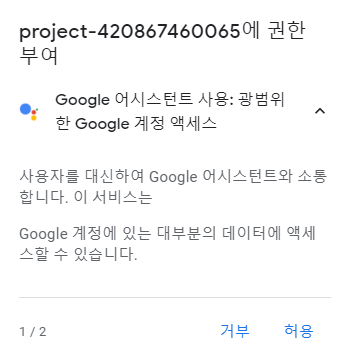 project-420867460065에 권한
부여
Google 어시스턴트 사용: 광범위
한 Google 계정 액세스
사용자를 대신하여 Google 어시스턴트와 소통
합니다. 이 서비스는
Google 계정에 있는 대부분의 데이터에 액세
스할 수 있습니다.
1 / 2 거부 허용